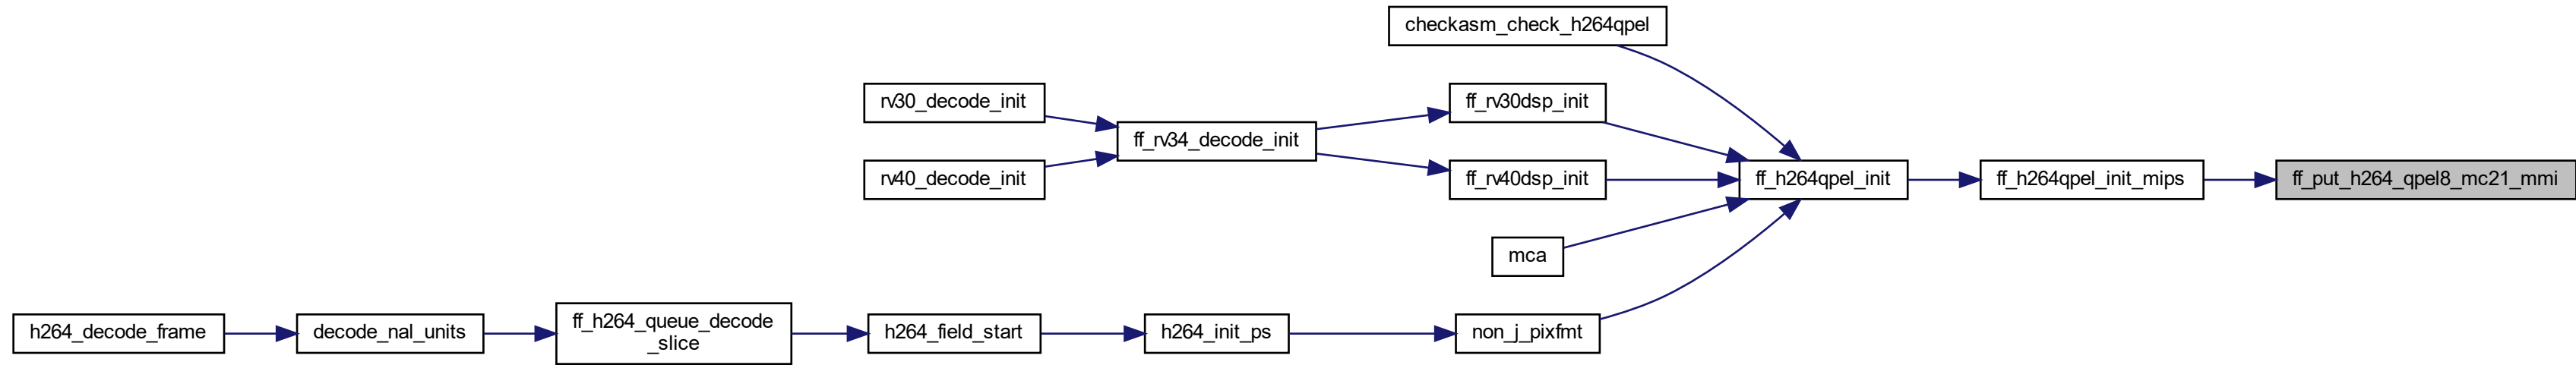 checkasm_check_h264qpel
rv30_decode_init
ff_rv30dsp_init
ff_rv34_decode_init
rv40_decode_init
ff_rv40dsp_init
ff_h264qpel_init
ff_h264qpel_init_mips
ff_put_h264_qpel8_mc21_mmi
mca
h264_decode_frame
decode_nal_units
ff_h264_queue_decode
_slice
h264_field_start
h264_init_ps
non_j_pixfmt